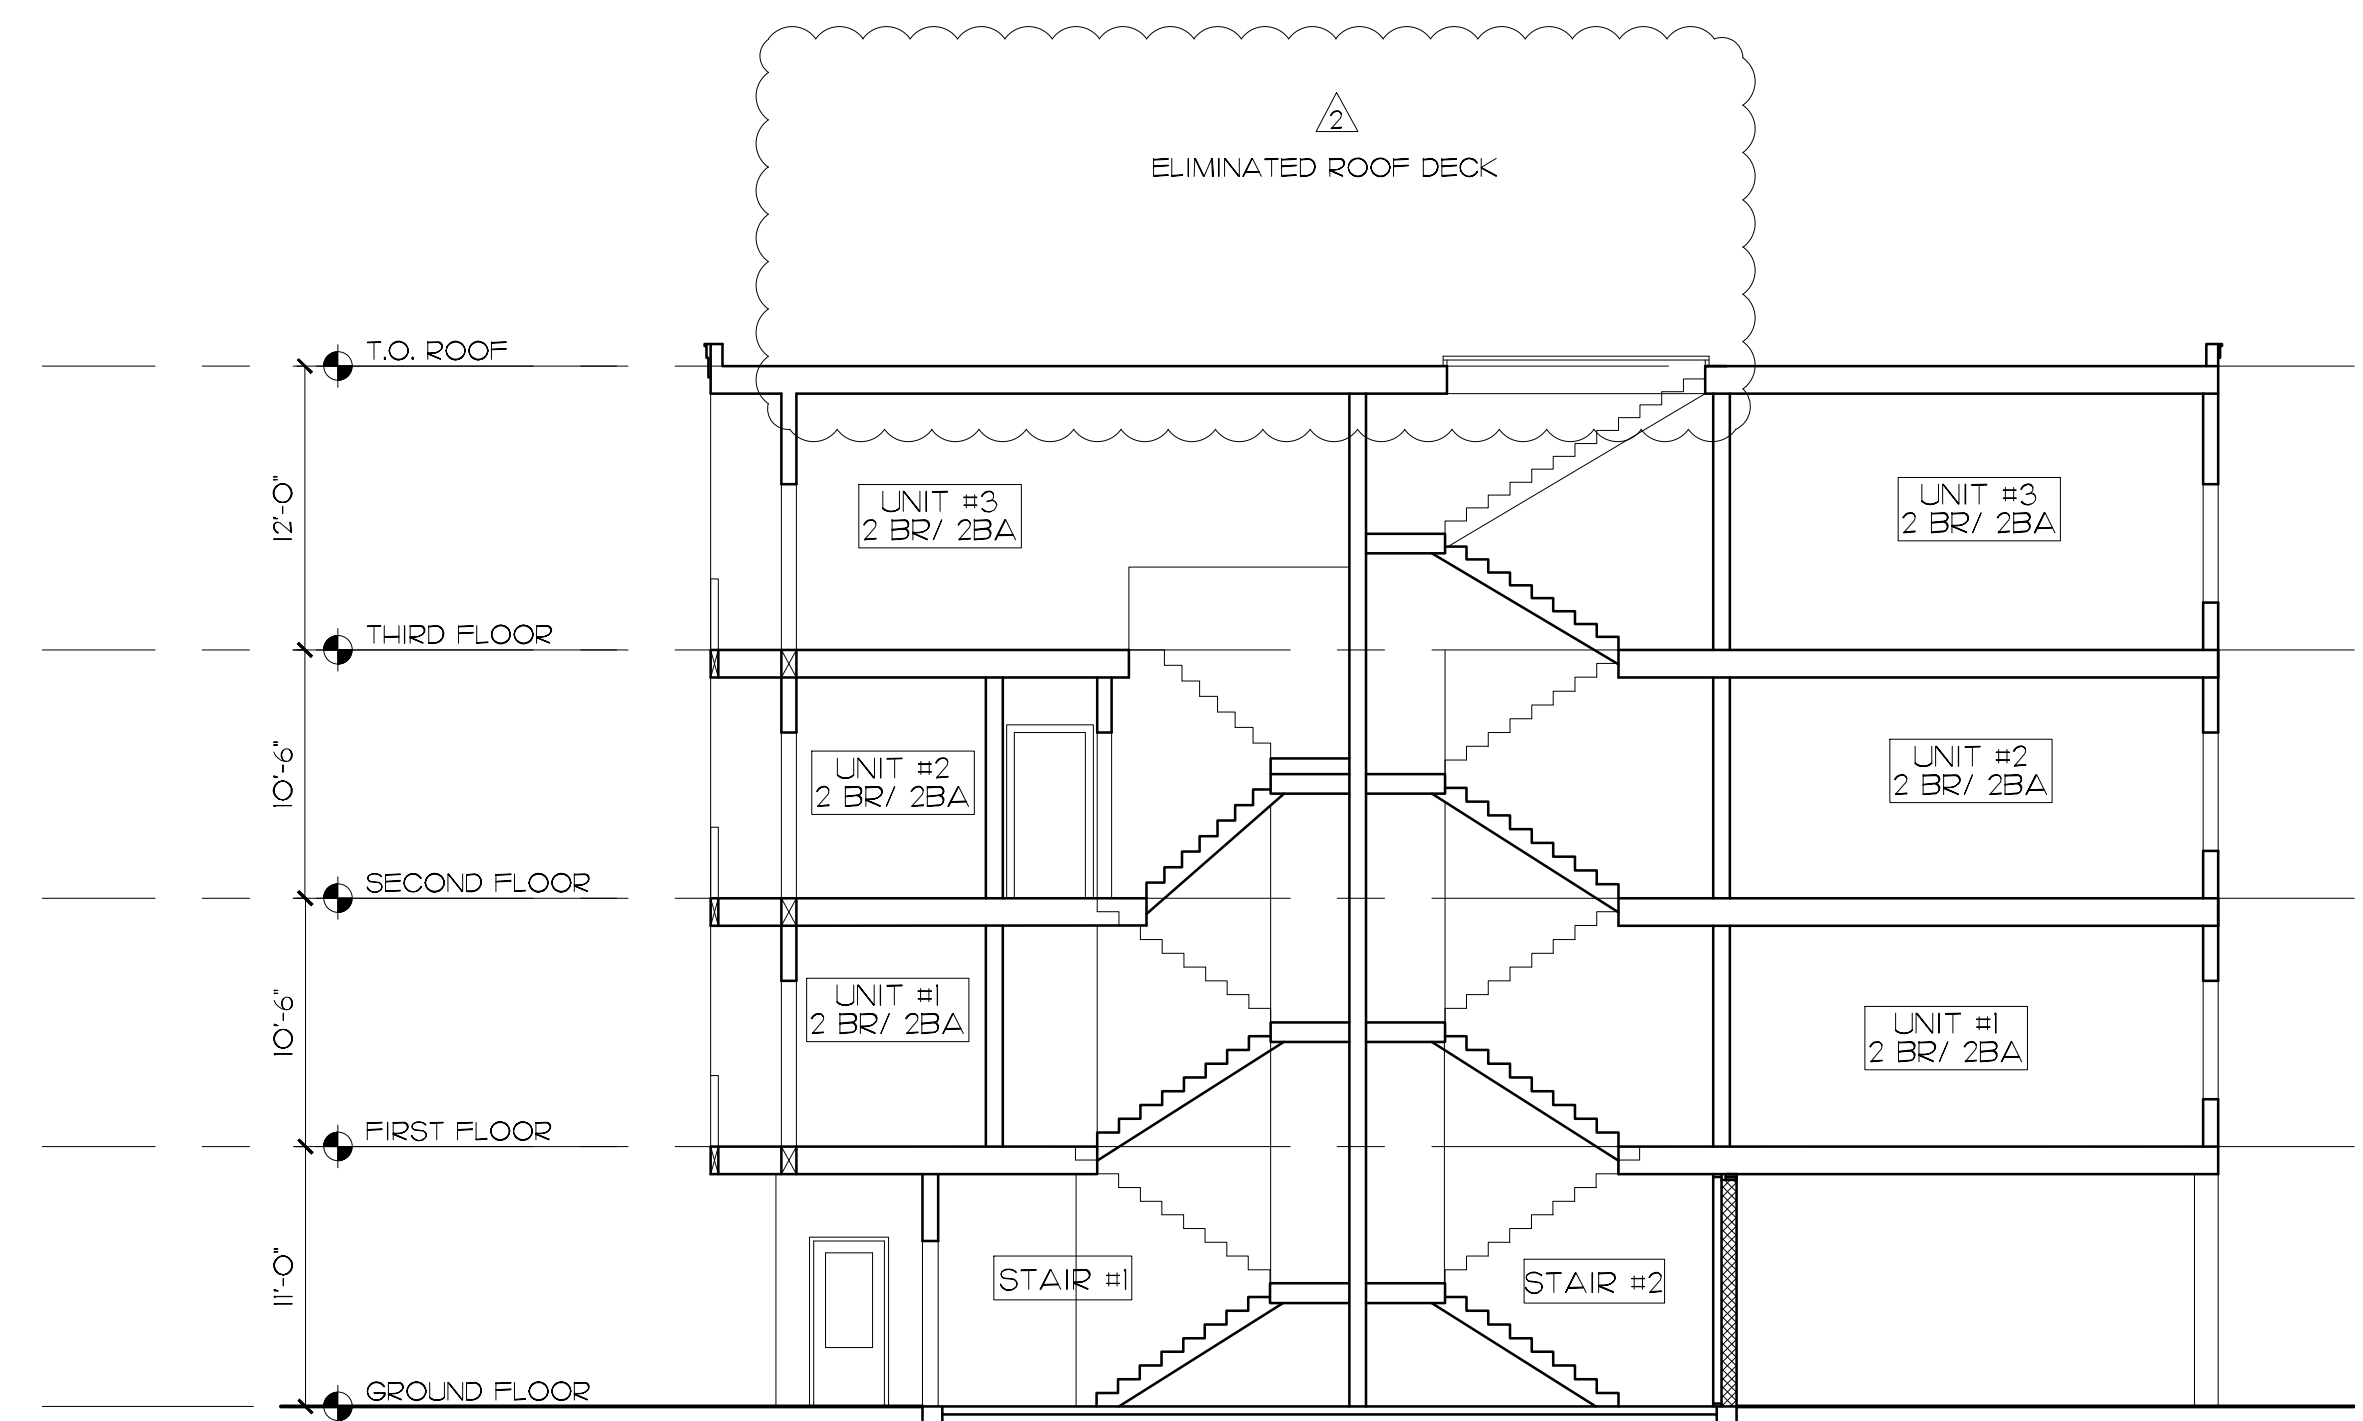 2
ELIMINATED ROOF DECK
T.O. ROOF
12'-0"
UNIT #3
2 BR/ 2BA
UNIT #3
2 BR/ 2BA
THIRD FLOOR
10'-6"
UNIT #2
2 BR/ 2BA
UNIT #2
2 BR/ 2BA
SECOND FLOOR
10'-6"
UNIT #1
2 BR/ 2BA
UNIT #1
2 BR/ 2BA
FIRST FLOOR
11'-0"
STAIR #1
STAIR #2
GROUND FLOOR